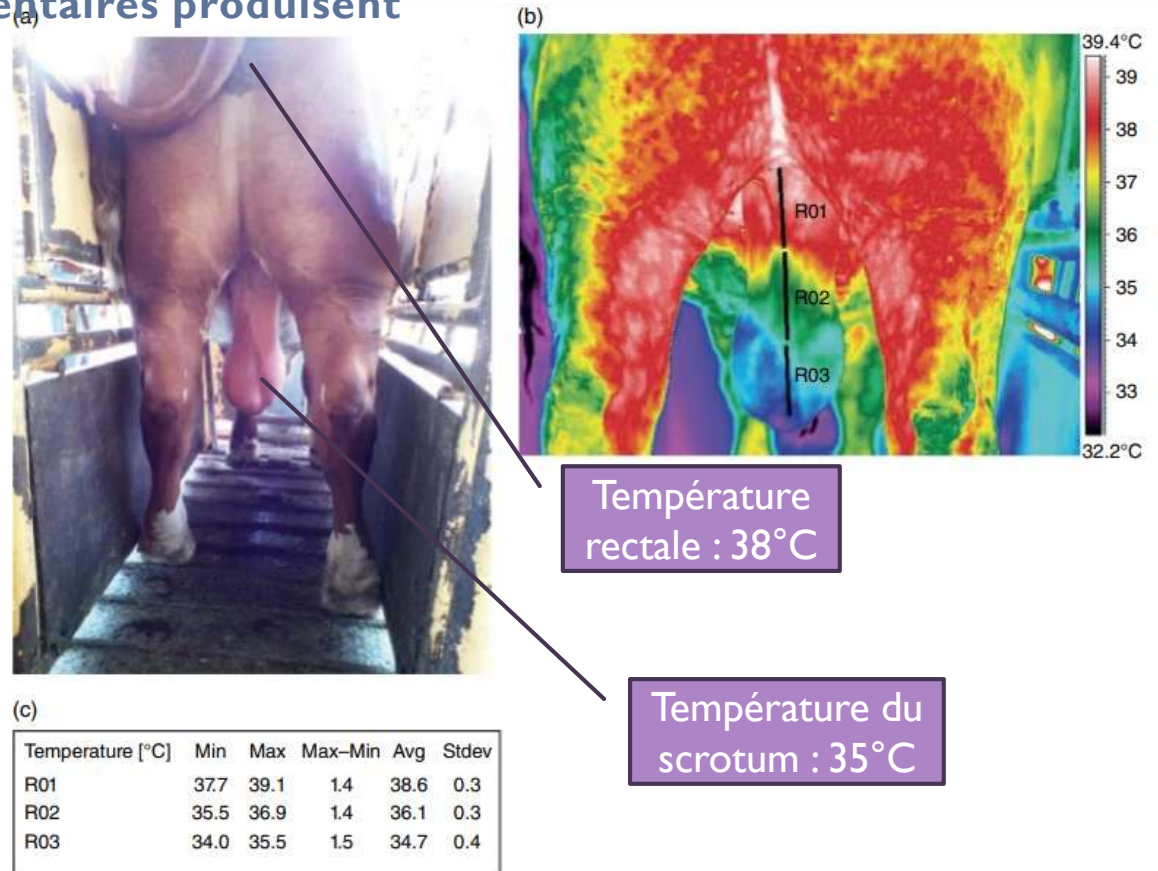 entaires produisent
(a)
(b)
39.4°C
39
38
37
36
35
34
33
32.2°C
R01
R02
R03
Température
rectale : 38°C
Température du
scrotum : 35°C
(c)
Temperature [°C] Min Max Max–Min Avg Stdev
R01 37.7 39.1 1.4 38.6 0.3
R02 35.5 36.9 1.4 36.1 0.3
R03 34.0 35.5 1.5 34.7 0.4